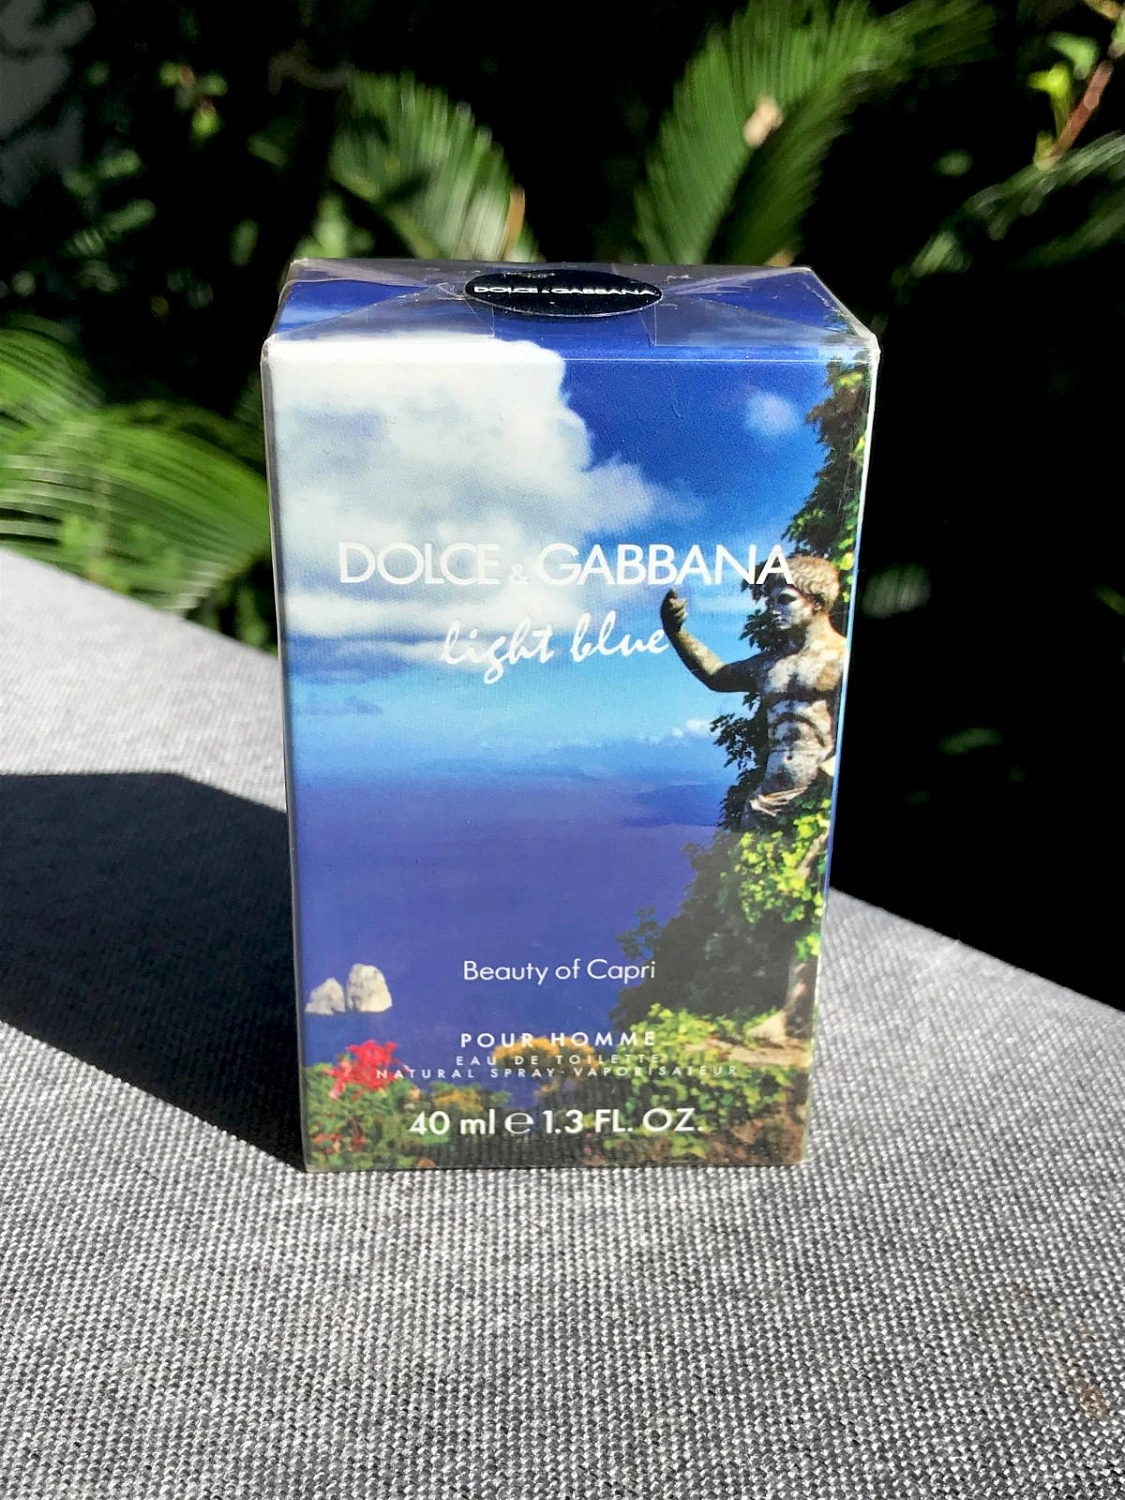 DOLCE & GABBANA
DOLCE & GABBANA
light blue
Beauty of Capri
POUR HOMME
EAU DE TOILETTE
NATURAL SPRAY-VAPORISATEUR
40 ml e 1.3 FL. OZ.